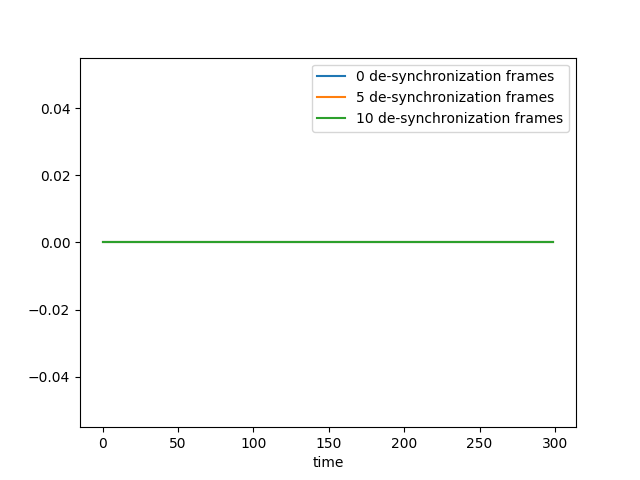 0 de-synchronization frames
5 de-synchronization frames
10 de-synchronization frames
0.04
0.02
0.00
−0.02
−0.04
0 50 100 150 200 250 300
time